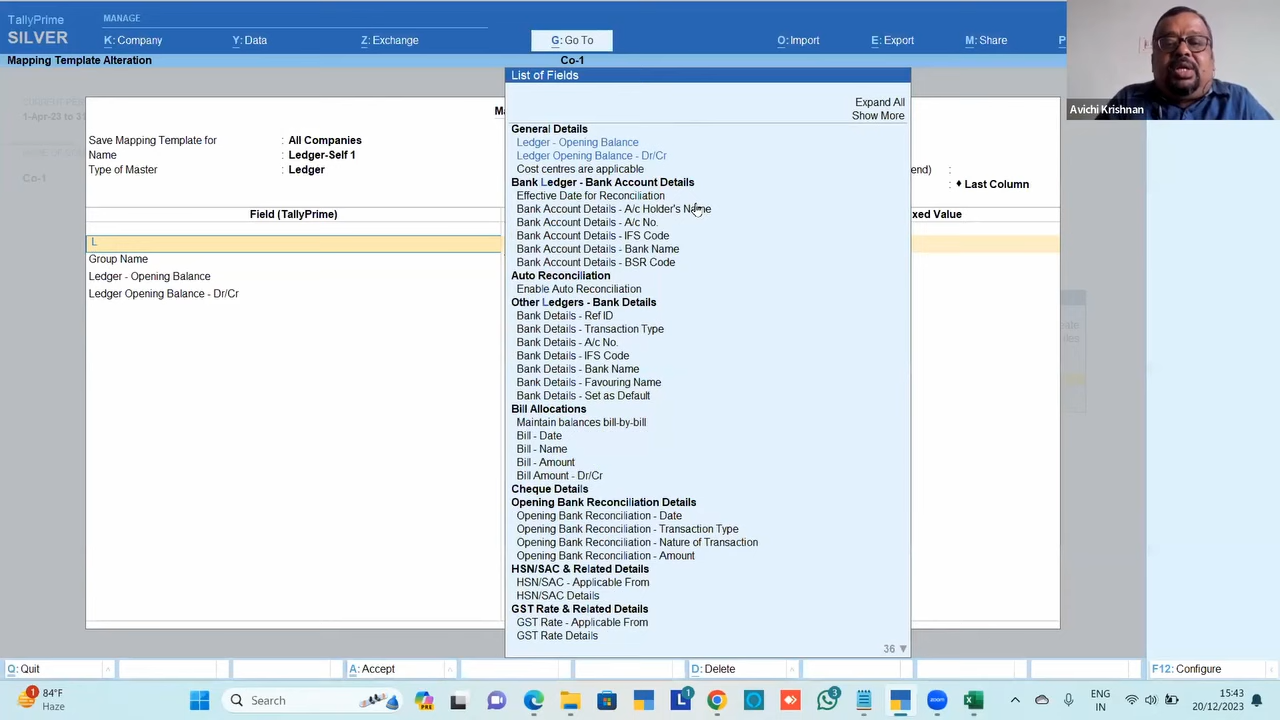 TallyPrime
MANAGE
SILVER
K: Company
Y: Data
Z: Exchange
G: Go To
O: Import
E: Export
M: Share
P
Mapping Template Alteration
Co-1
Avichi Krishnan
List of Fields
Expand All
Show More
1-Apr-23 to 3
Save Mapping Template for : All Companies
Name : Ledger-Self 1
Type of Master : Ledger
end) :
: ♦ Last Column
Co-1
Field (TallyPrime)
xed Value
L
Group Name
Ledger - Opening Balance
Ledger Opening Balance - Dr/Cr
General Details
Ledger - Opening Balance
Ledger Opening Balance - Dr/Cr
Cost centres are applicable
Bank Ledger - Bank Account Details
Effective Date for Reconciliation
Bank Account Details - A/c Holder's Name
Bank Account Details - A/c No.
Bank Account Details - IFS Code
Bank Account Details - Bank Name
Bank Account Details - BSR Code
Auto Reconciliation
Enable Auto Reconciliation
Other Ledgers - Bank Details
Bank Details - Ref ID
Bank Details - Transaction Type
Bank Details - A/c No.
Bank Details - IFS Code
Bank Details - Bank Name
Bank Details - Favouring Name
Bank Details - Set as Default
Bill Allocations
Maintain balances bill-by-bill
Bill - Date
Bill - Name
Bill - Amount
Bill Amount - Dr/Cr
Cheque Details
Opening Bank Reconciliation Details
Opening Bank Reconciliation - Date
Opening Bank Reconciliation - Transaction Type
Opening Bank Reconciliation - Nature of Transaction
Opening Bank Reconciliation - Amount
HSN/SAC & Related Details
HSN/SAC - Applicable From
HSN/SAC Details
GST Rate & Related Details
GST Rate - Applicable From
GST Rate Details
36 ▼
Q: Quit
A: Accept
D: Delete
F12: Configure
1
84°F
Haze
Search
PRE
1
3
ENG
IN
15:43
20/12/2023